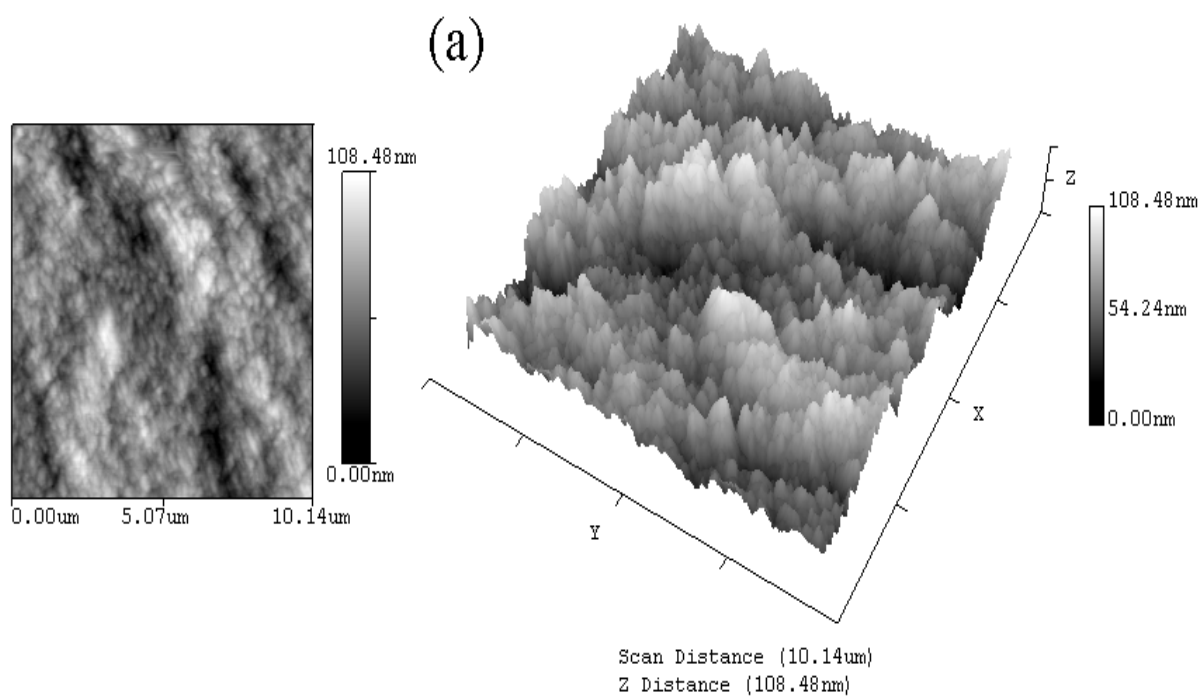 (a)
108.48nm
0.00nm
0.00um 5.07um 10.14um
Z
108.48nm
54.24nm
0.00nm
X
Y
Scan Distance (10.14um)
Z Distance (108.48nm)